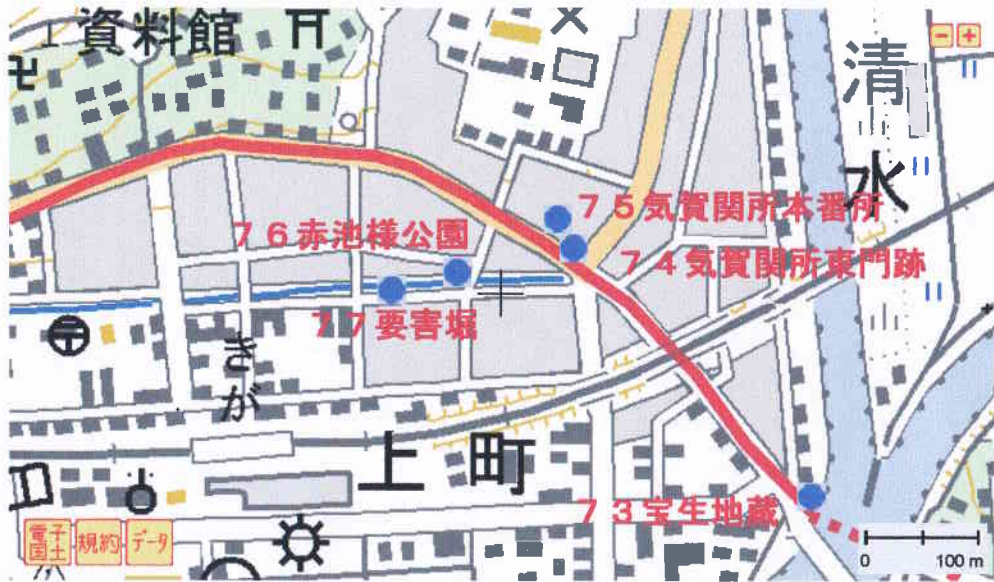 資料館
清水
－ ＋
７５気賀関所本番所
７６赤池様公園
７４気賀関所東門跡
７７要害堀
きが
上町
７３宝生地蔵
電子国土
規約
データ
0 100 m